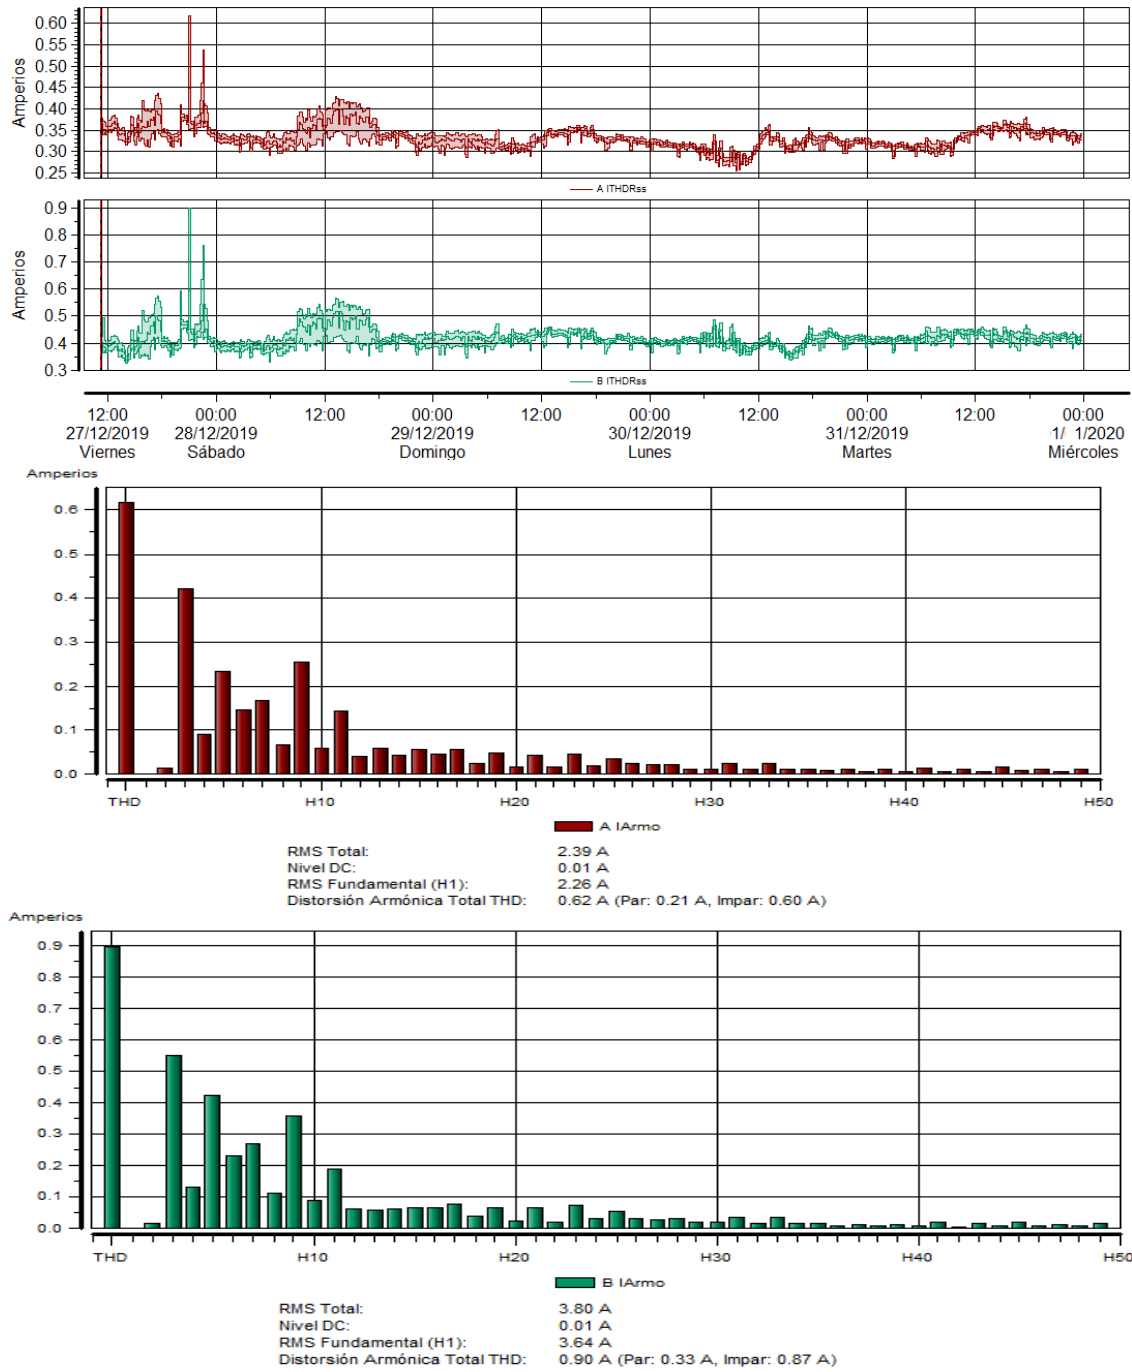 Amperios
0.60
0.55
0.50
0.45
0.40
0.35
0.30
0.25
A ITHDRss
Amperios
0.9
0.8
0.7
0.6
0.5
0.4
0.3
B ITHDRss
12:00 00:00 12:00 00:00 12:00 00:00 12:00 00:00 12:00 00:00
27/12/2019 28/12/2019 29/12/2019 30/12/2019 31/12/2019 1/ 1/2020
Viernes Sábado Domingo Lunes Martes Miércoles
Amperios
0.6
0.5
0.4
0.3
0.2
0.1
0.0
THD H10 H20 H30 H40 H50
A IArmo
RMS Total: 2.39 A
Nivel DC: 0.01 A
RMS Fundamental (H1): 2.26 A
Distorsión Armónica Total THD: 0.62 A (Par: 0.21 A, Impar: 0.60 A)
Amperios
0.9
0.8
0.7
0.6
0.5
0.4
0.3
0.2
0.1
0.0
THD H10 H20 H30 H40 H50
B IArmo
RMS Total: 3.80 A
Nivel DC: 0.01 A
RMS Fundamental (H1): 3.64 A
Distorsión Armónica Total THD: 0.90 A (Par: 0.33 A, Impar: 0.87 A)